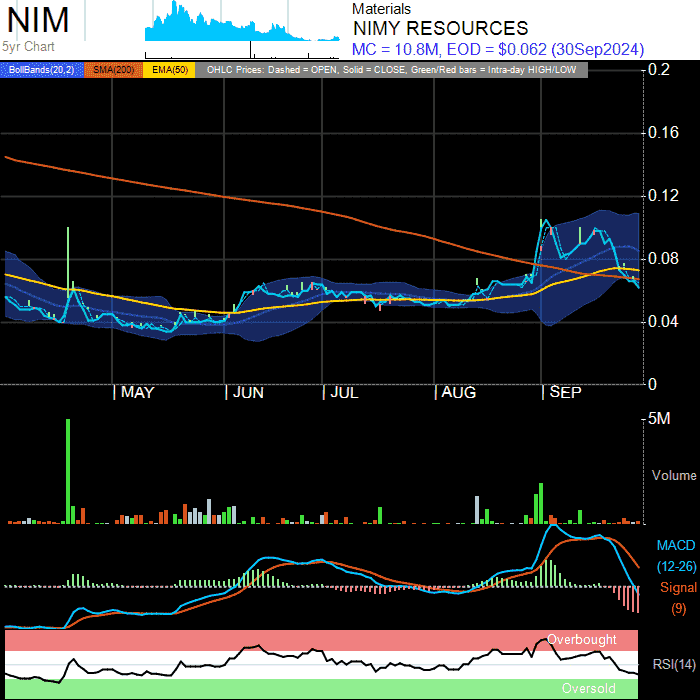 NIM
5yr Chart
Materials
NIMY RESOURCES
MC = 10.8M, EOD = $0.062 (30Sep2024)
BollBands(20,2) SMA(200) EMA(50) OHLC Prices: Dashed = OPEN, Solid = CLOSE, Green/Red bars = Intra-day HIGH/LOW
0.2
0.16
0.12
0.08
0.04
0
MAY JUN JUL AUG SEP
5M
Volume
MACD
(12-26)
Signal
(9)
Overbought
RSI(14)
Oversold